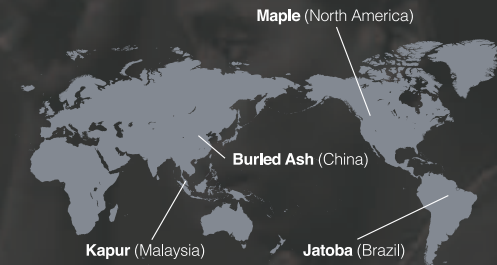 Maple (North America)
Burled Ash (China)
Kapur (Malaysia)
Jatoba (Brazil)